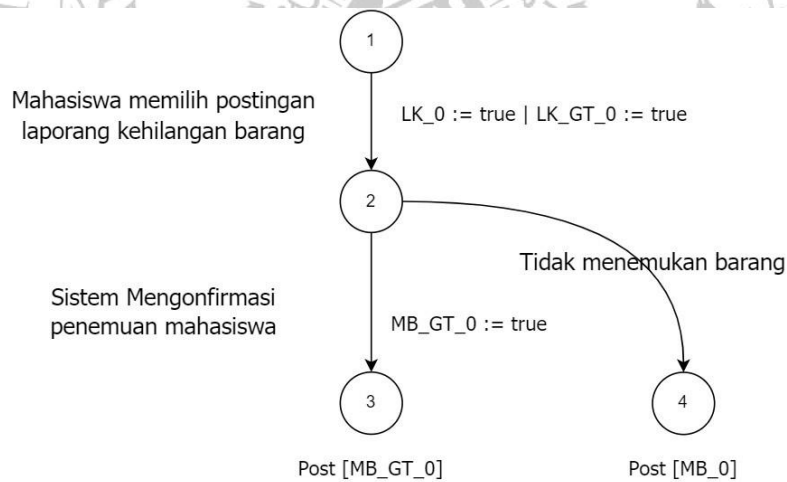 1
Mahasiswa memilih postingan
laporang kehilangan barang
LK_0 := true | LK_GT_0 := true
2
Tidak menemukan barang
Sistem Mengonfirmasi
penemuan mahasiswa
MB_GT_0 := true
3
4
Post [MB_GT_0]
Post [MB_0]